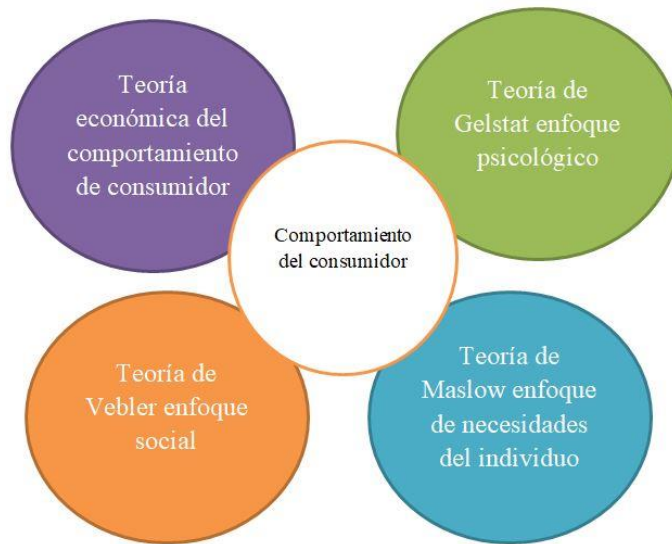 Teoría
económica del
comportamiento
de consumidor
Teoría de
Gelstat enfoque
psicológico
Comportamiento
del consumidor
Teoría de
Vebler enfoque
social
Teoría de
Maslow enfoque
de necesidades
del individuo